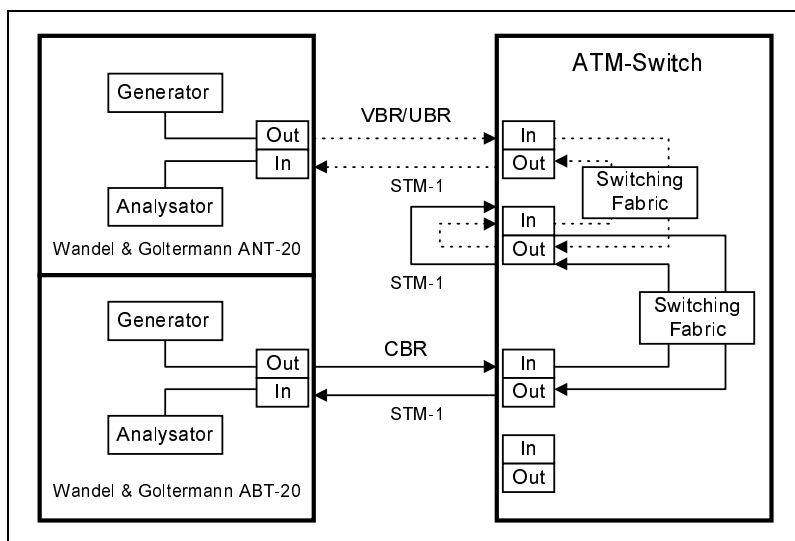 Generator
Out
In
Analysator
Wandel & Goltermann ANT-20
Generator
Out
In
Analysator
Wandel & Goltermann ABT-20
VBR/UBR
STM-1
STM-1
CBR
STM-1
ATM-Switch
In
Out
Switching
Fabric
In
Out
Switching
Fabric
In
Out
In
Out